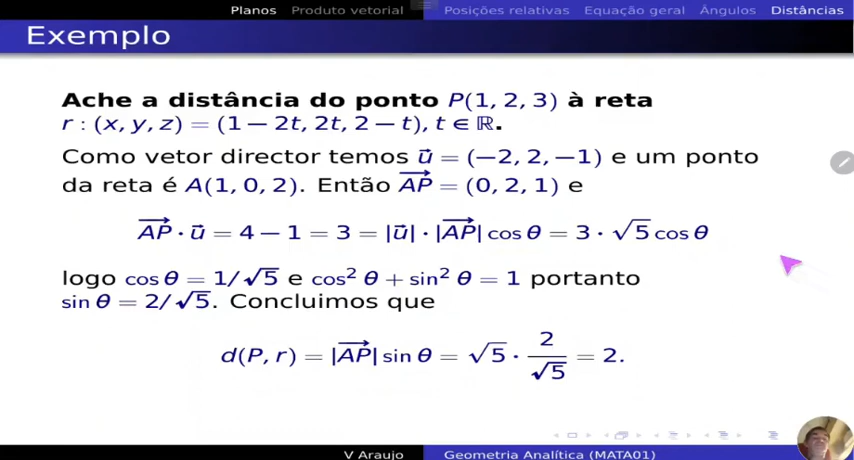 Planos Produto vetorial Posições relativas Equação geral Ângulos Distâncias
Exemplo
Ache a distância do ponto P(1, 2, 3) à reta
r : (x, y, z) = (1 − 2t, 2t, 2 − t), t ∈ ℝ.
Como vetor director temos u⃗ = (−2, 2, −1) e um ponto
da reta é A(1, 0, 2). Então AP⃗ = (0, 2, 1) e
AP⃗ · u⃗ = 4 − 1 = 3 = |u⃗| · |AP⃗| cos θ = 3 · √5 cos θ
logo cos θ = 1/√5 e cos² θ + sin² θ = 1 portanto
sin θ = 2/√5. Concluimos que
d(P, r) = |AP⃗| sin θ = √5 · 2/√5 = 2.
V Araujo Geometria Analítica (MATA01)